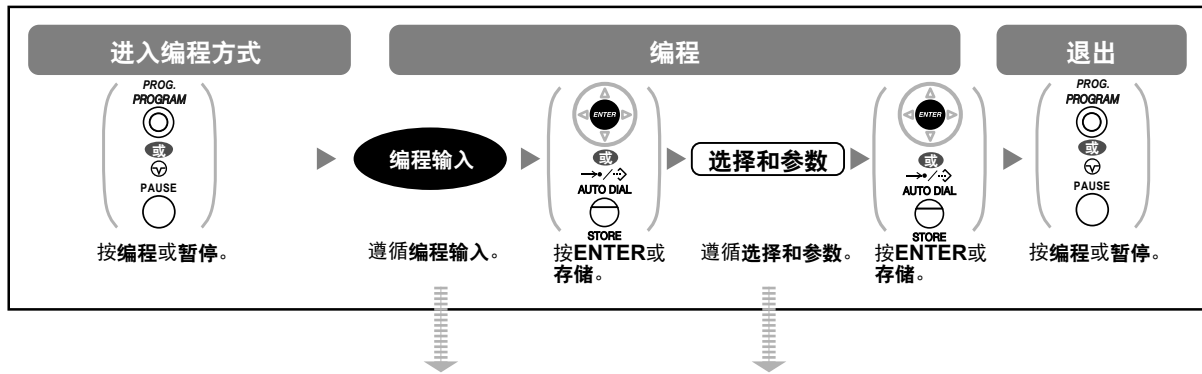 进入编程方式
编程
退出
PROG.
PROGRAM
或
PAUSE
按编程或暂停。
编程输入
遵循编程输入。
ENTER
或
AUTO DIAL
STORE
按ENTER或
存储。
选择和参数
遵循选择和参数。
ENTER
或
AUTO DIAL
STORE
按ENTER或
存储。
PROG.
PROGRAM
或
PAUSE
按编程或暂停。